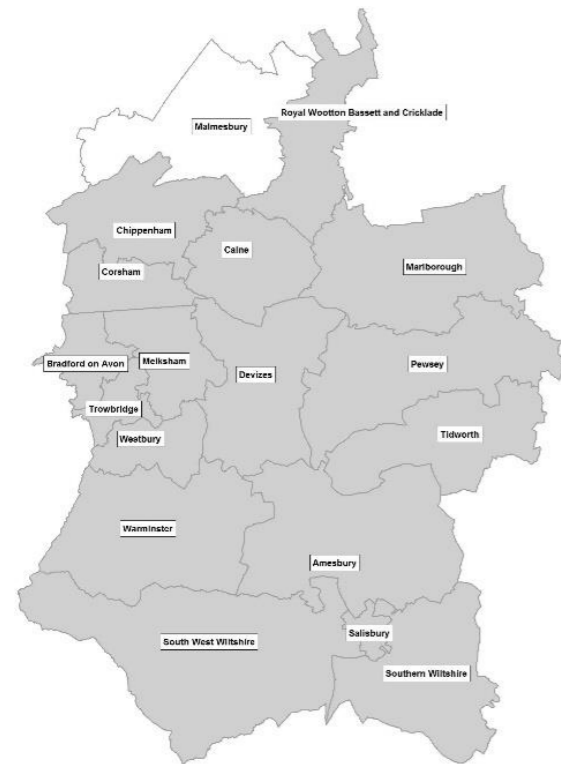 Royal Wootton Bassett and Cricklade
Malmesbury
Chippenham
Calne
Corsham
Marlborough
Bradford on Avon
Melksham
Devizes
Pewsey
Trowbridge
Westbury
Tidworth
Warminster
Amesbury
Salisbury
South West Wiltshire
Southern Wiltshire